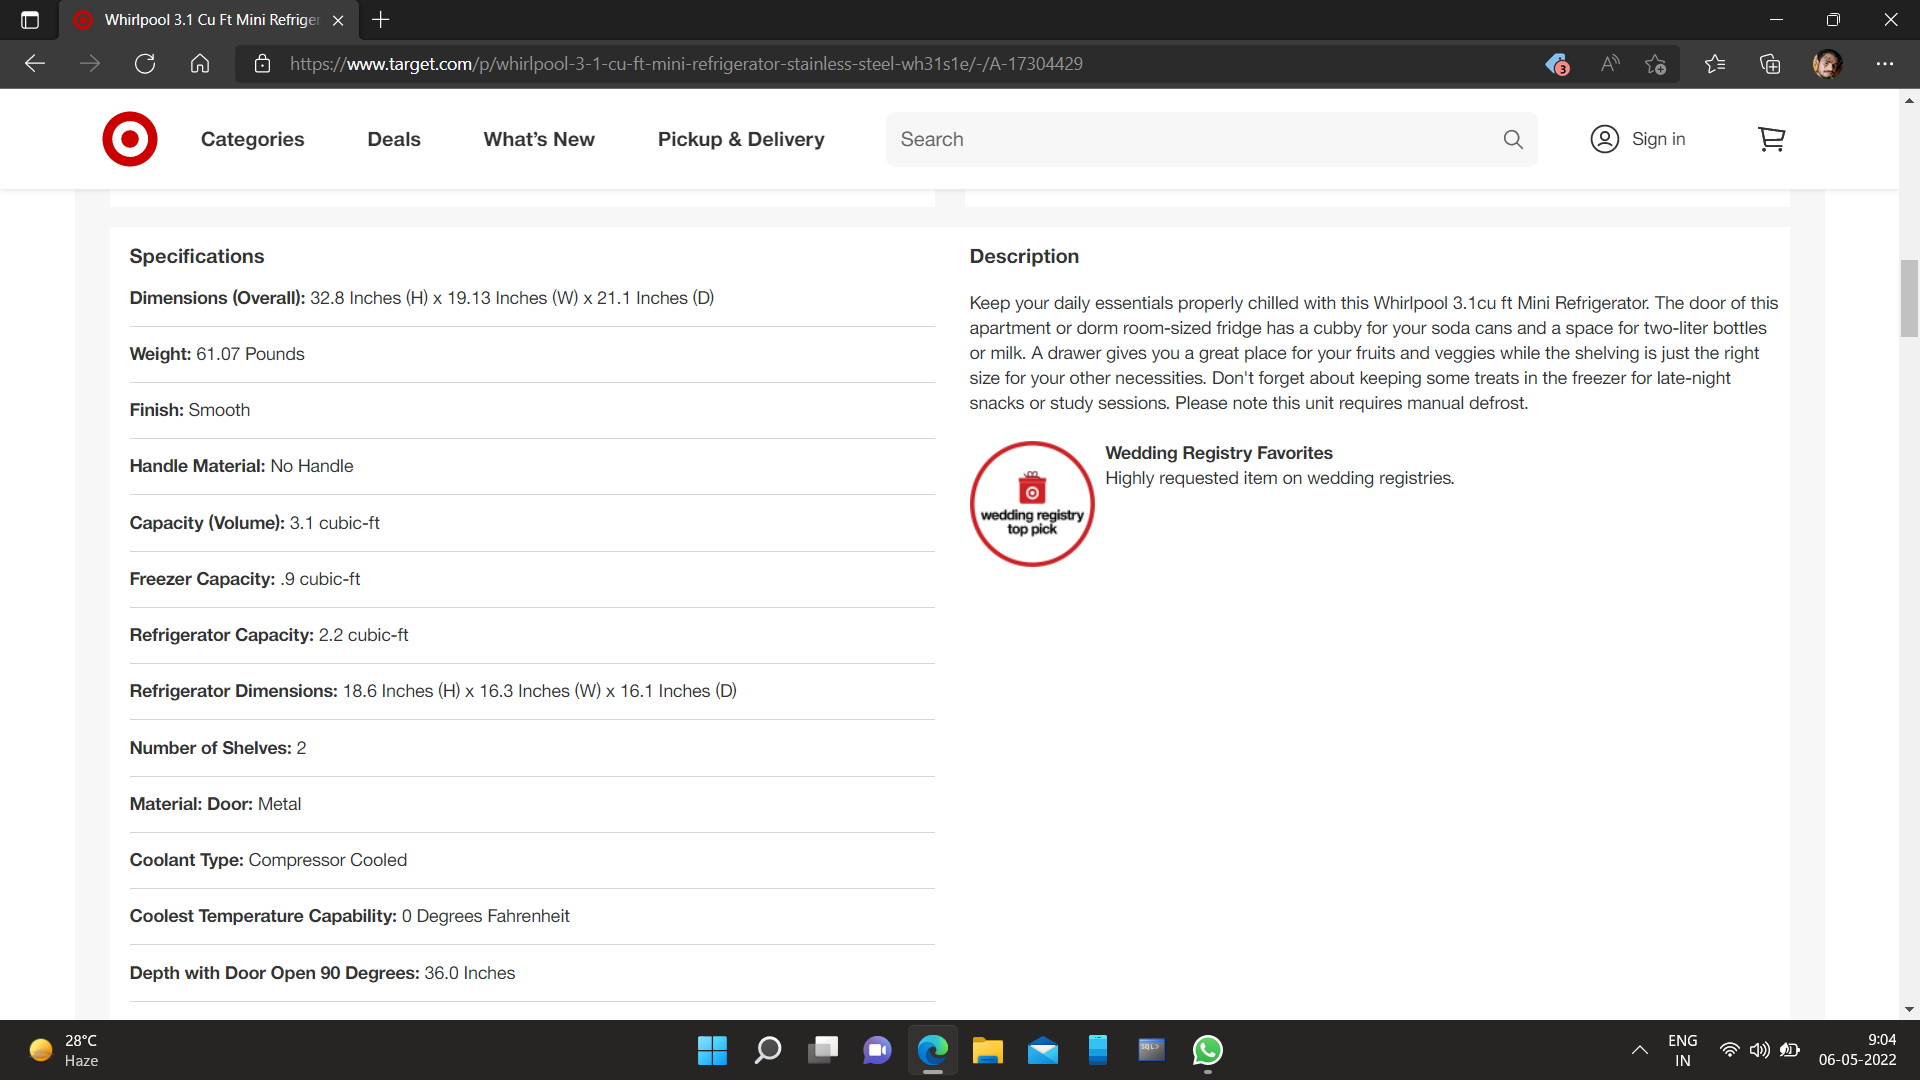 Whirlpool 3.1 Cu Ft Mini Refriger
https://www.target.com/p/whirlpool-3-1-cu-ft-mini-refrigerator-stainless-steel-wh31s1e/-/A-17304429
3
Categories
Deals
What's New
Pickup & Delivery
Search
Sign in
Specifications
Dimensions (Overall): 32.8 Inches (H) x 19.13 Inches (W) x 21.1 Inches (D)
Weight: 61.07 Pounds
Finish: Smooth
Handle Material: No Handle
Capacity (Volume): 3.1 cubic-ft
Freezer Capacity: .9 cubic-ft
Refrigerator Capacity: 2.2 cubic-ft
Refrigerator Dimensions: 18.6 Inches (H) x 16.3 Inches (W) x 16.1 Inches (D)
Number of Shelves: 2
Material: Door: Metal
Coolant Type: Compressor Cooled
Coolest Temperature Capability: 0 Degrees Fahrenheit
Depth with Door Open 90 Degrees: 36.0 Inches
Description
Keep your daily essentials properly chilled with this Whirlpool 3.1cu ft Mini Refrigerator. The door of this
apartment or dorm room-sized fridge has a cubby for your soda cans and a space for two-liter bottles
or milk. A drawer gives you a great place for your fruits and veggies while the shelving is just the right
size for your other necessities. Don't forget about keeping some treats in the freezer for late-night
snacks or study sessions. Please note this unit requires manual defrost.
wedding registry
top pick
Wedding Registry Favorites
Highly requested item on wedding registries.
28°C
Haze
SQL>
ENG
IN
9:04
06-05-2022